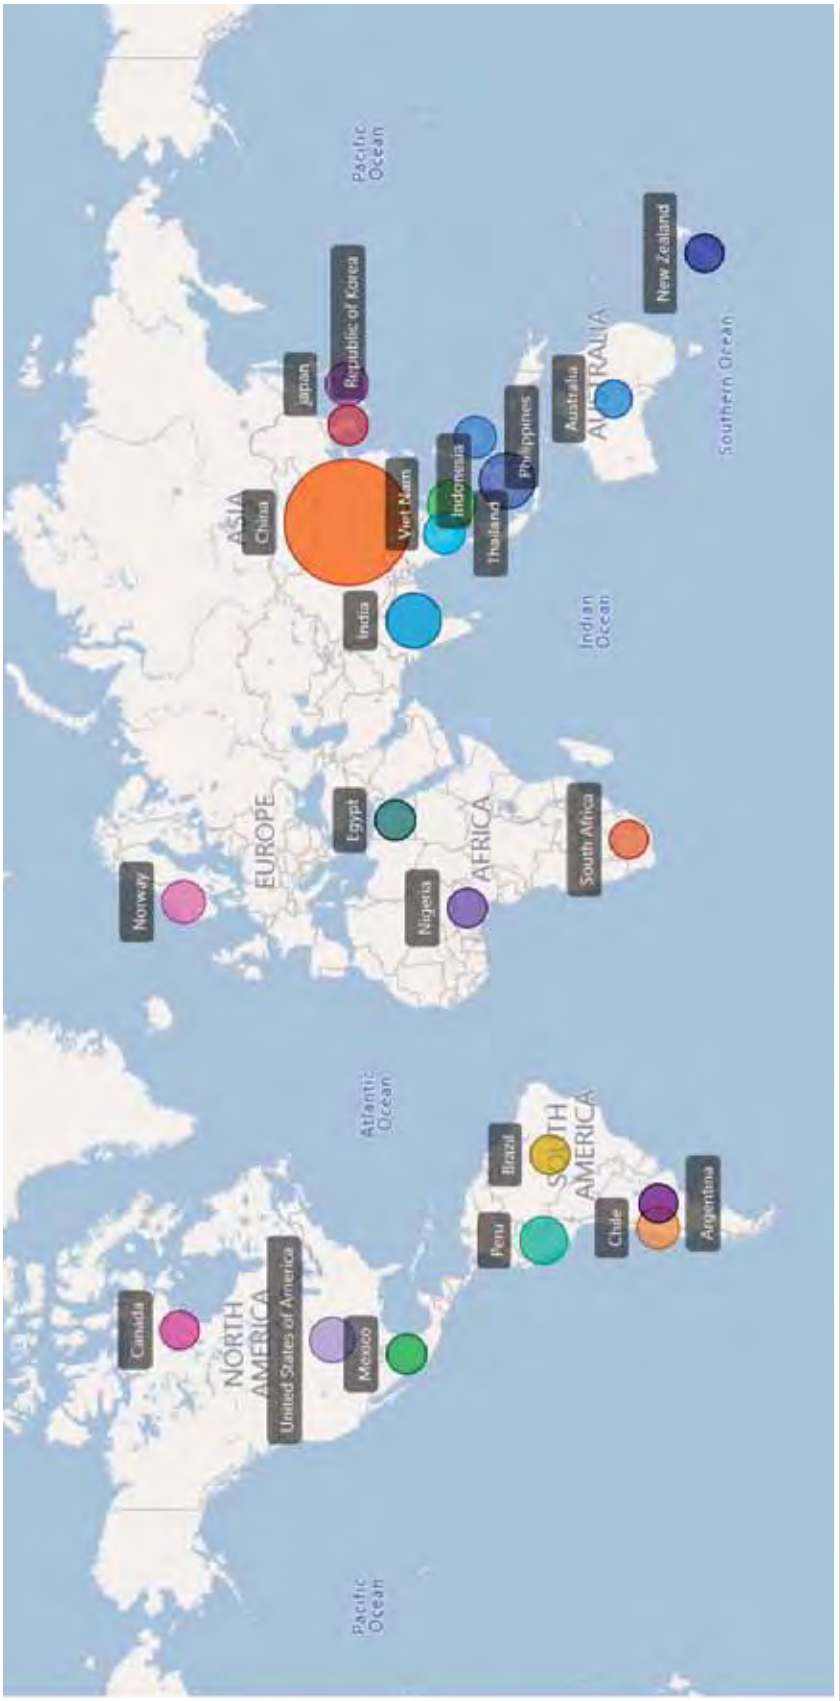 Canada
Norway
NORTH
AMERICA
United States of America
Mexico
EUROPE
ASIA
China
Japan
Republic of Korea
Pacific
Ocean
Atlantic
Ocean
Egypt
India
Pacific
Ocean
Nigeria
Viet Nam
Indonesia
AFRICA
Thailand
Philippines
Peru
Brazil
SOUTH
AMERICA
Chile
Argentina
South Africa
Indian
Ocean
Australia
AUSTRALIA
New Zealand
Southern Ocean